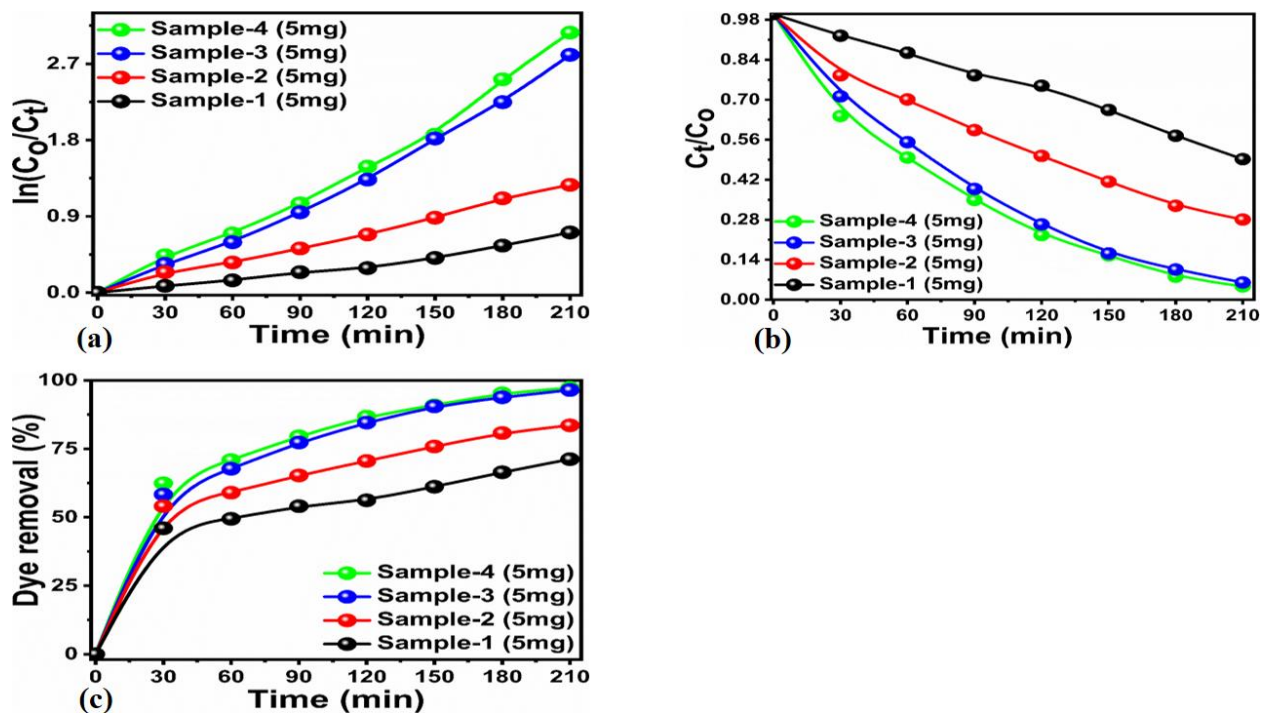 Sample-4 (5mg)
Sample-3 (5mg)
Sample-2 (5mg)
Sample-1 (5mg)
2.7
1.8
0.9
0.0
ln(C₀/Cₜ)
0 30 60 90 120 150 180 210
Time (min)
(a)
0.98
0.84
0.70
0.56
0.42
0.28
0.14
0.00
Cₜ/C₀
Sample-4 (5mg)
Sample-3 (5mg)
Sample-2 (5mg)
Sample-1 (5mg)
0 30 60 90 120 150 180 210
Time (min)
(b)
100
75
50
25
0
Dye removal (%)
Sample-4 (5mg)
Sample-3 (5mg)
Sample-2 (5mg)
Sample-1 (5mg)
0 30 60 90 120 150 180 210
Time (min)
(c)